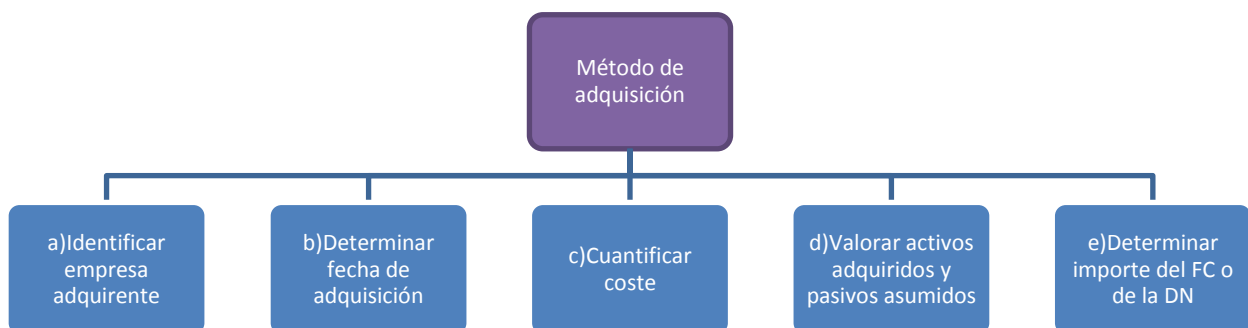 Método de
adquisición
a)Identificar
empresa
adquirente
b)Determinar
fecha de
adquisición
c)Cuantificar
coste
d)Valorar activos
adquiridos y
pasivos asumidos
e)Determinar
importe del FC o
de la DN